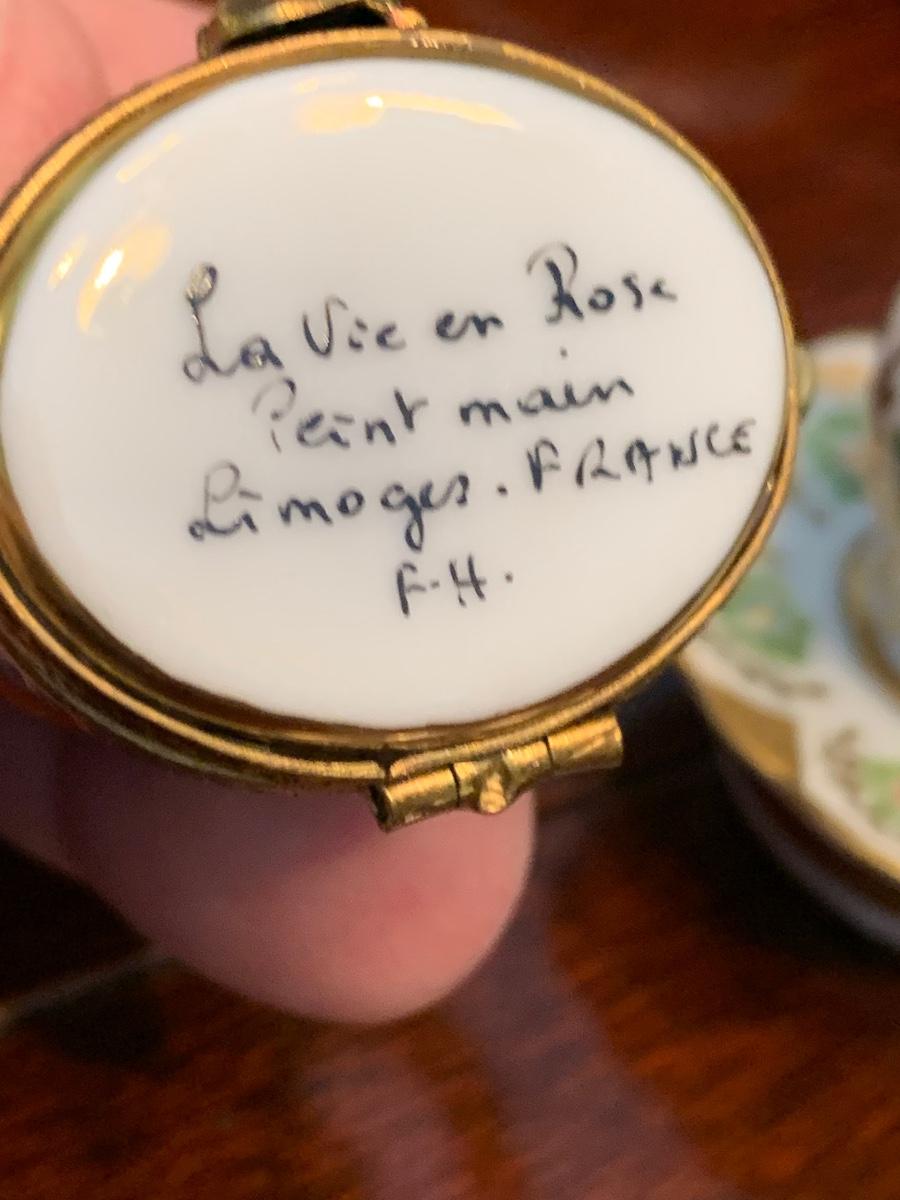 La Vie en Rose
Peint main
Limoges. FRANCE
F-H.